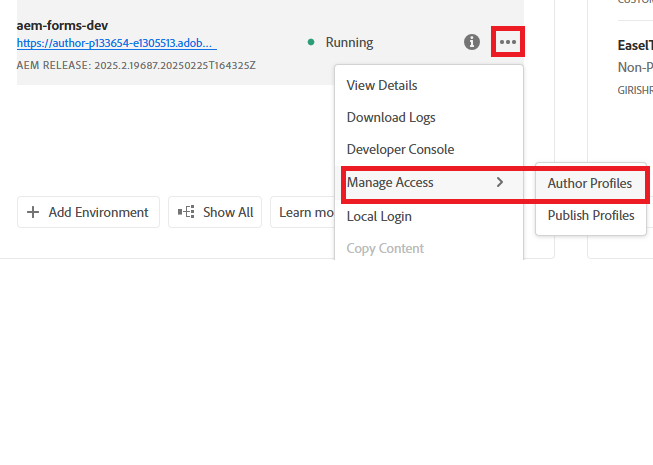 CUSTOM
aem-forms-dev
https://author-p133654-e1305513.adob...
Running
AEM RELEASE: 2025.2.19687.20250225T164325Z
EaselT
Non-P
GIRISHR
View Details
Download Logs
Developer Console
Manage Access
Author Profiles
Publish Profiles
Local Login
Copy Content
Add Environment
Show All
Learn mo